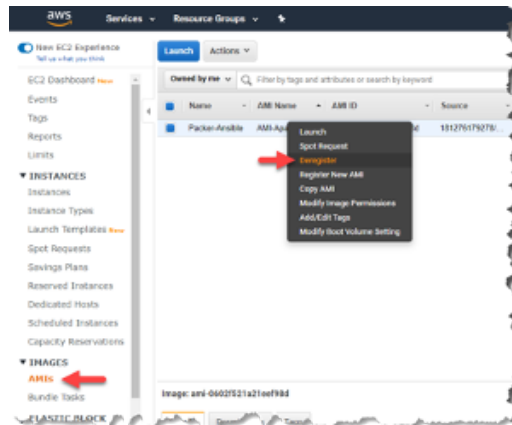 aws Services Resource Groups
New EC2 Experience
Tell us what you think
EC2 Dashboard New
Events
Tags
Reports
Limits
INSTANCES
Instances
Instance Types
Launch Templates New
Spot Requests
Savings Plans
Reserved Instances
Dedicated Hosts
Scheduled Instances
Capacity Reservations
IMAGES
AMIs
Bundle Tasks
ELASTIC BLOCK
Launch Actions
Owned by me Filter by tags and attributes or search by keyword
Name AMI Name AMI ID Source
Packer-Ansible 181276179278/...
Launch
Spot Request
Deregister
Register New AMI
Copy AMI
Modify Image Permissions
Add/Edit Tags
Modify Boot Volume Setting
Image: ami-0602f521a21eef98d